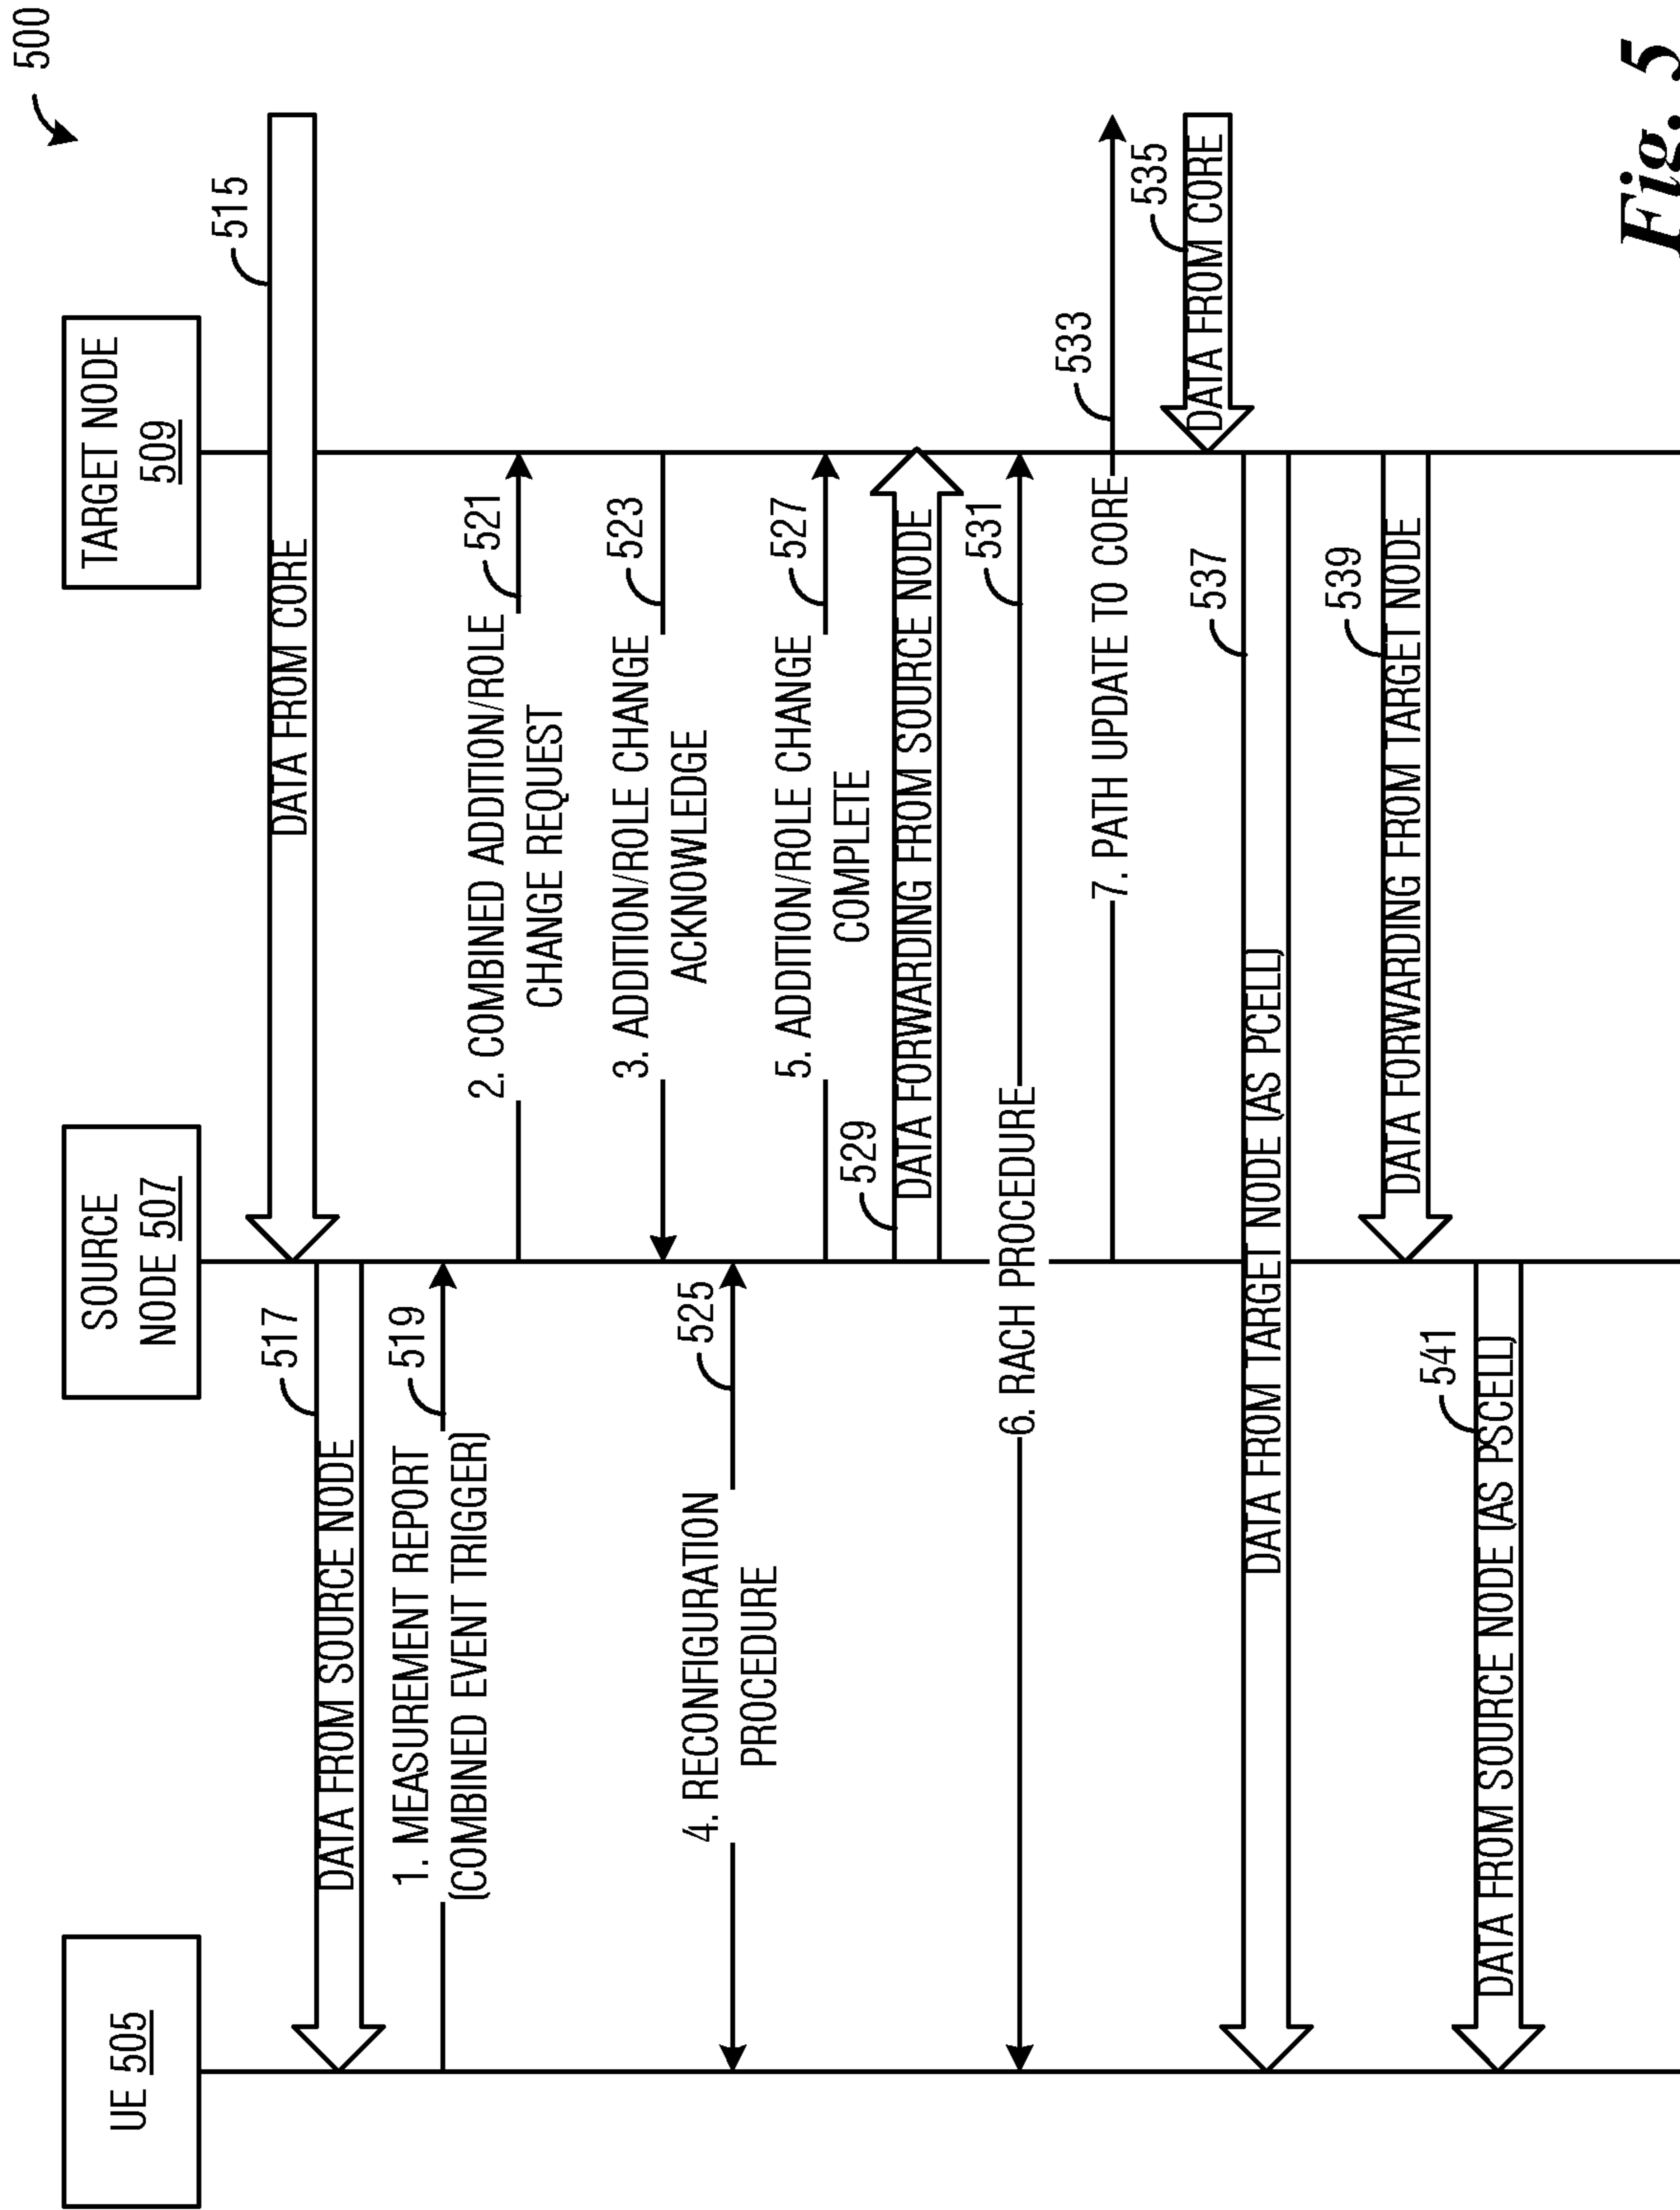 500
UE 505
SOURCE
NODE 507
TARGET NODE
509
515
DATA FROM CORE
517
DATA FROM SOURCE NODE
1. MEASUREMENT REPORT
(COMBINED EVENT TRIGGER)
519
2. COMBINED ADDITION/ROLE
CHANGE REQUEST
521
3. ADDITION/ROLE CHANGE
ACKNOWLEDGE
523
4. RECONFIGURATION
PROCEDURE
525
5. ADDITION/ROLE CHANGE
COMPLETE
527
529
DATA FORWARDING FROM SOURCE NODE
6. RACH PROCEDURE
531
7. PATH UPDATE TO CORE
533
535
DATA FROM CORE
537
DATA FROM TARGET NODE (AS PCELL)
539
DATA FORWARDING FROM TARGET NODE
541
DATA FROM SOURCE NODE (AS PSCELL)
Fig. 5